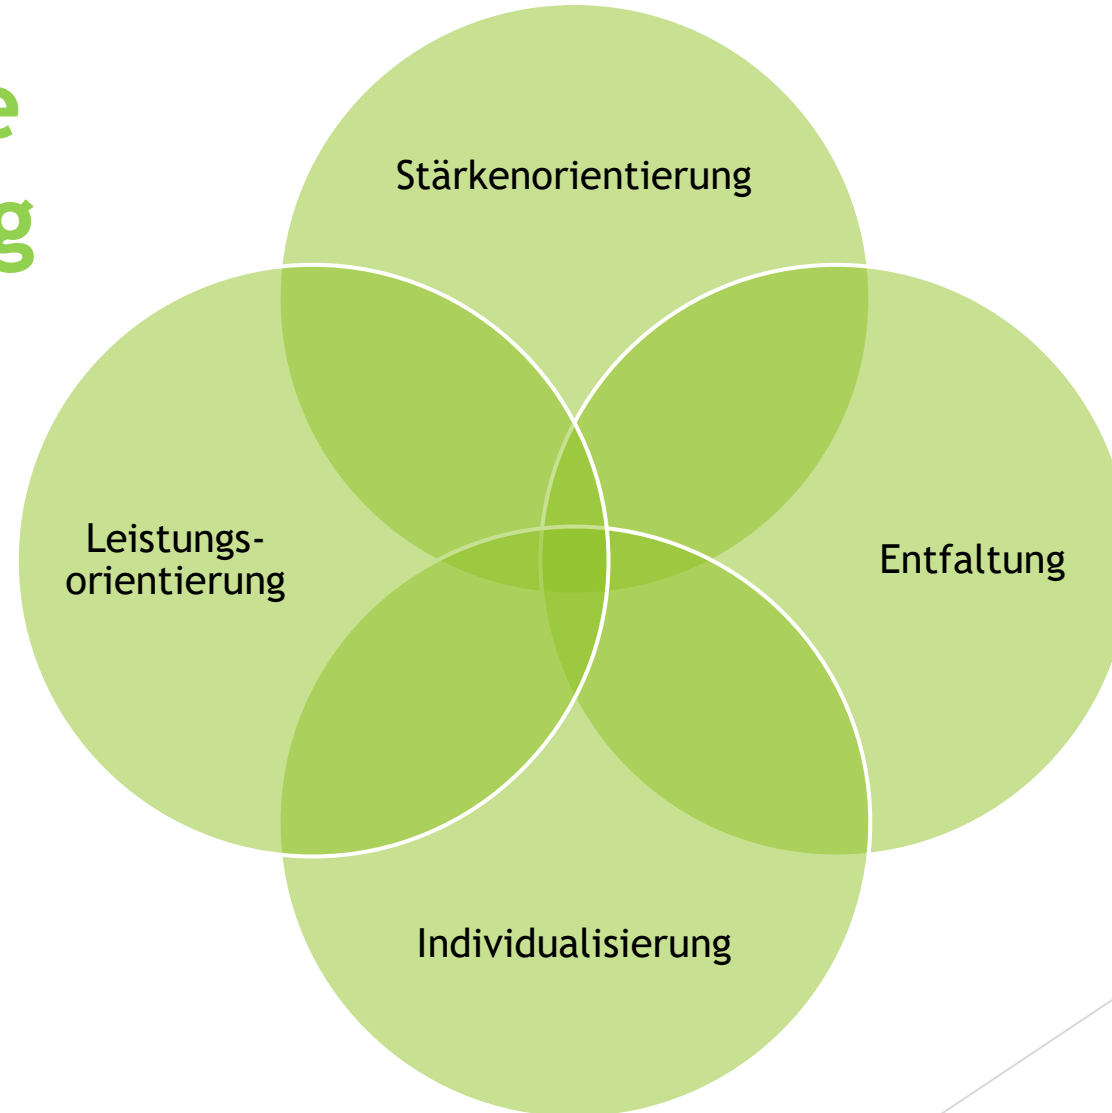 e
g
Stärkenorientierung
Leistungs-
orientierung
Entfaltung
Individualisierung